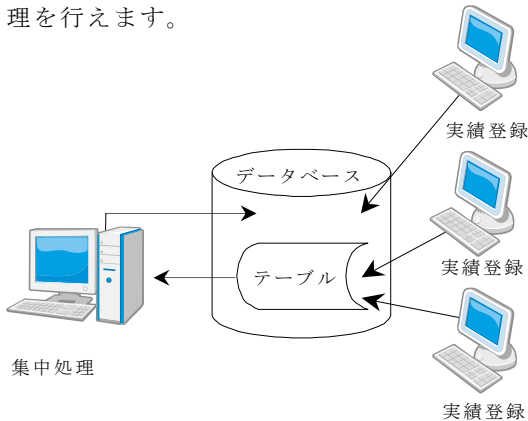 理を行えます。
実績登録
データベース
テーブル
実績登録
集中処理
実績登録